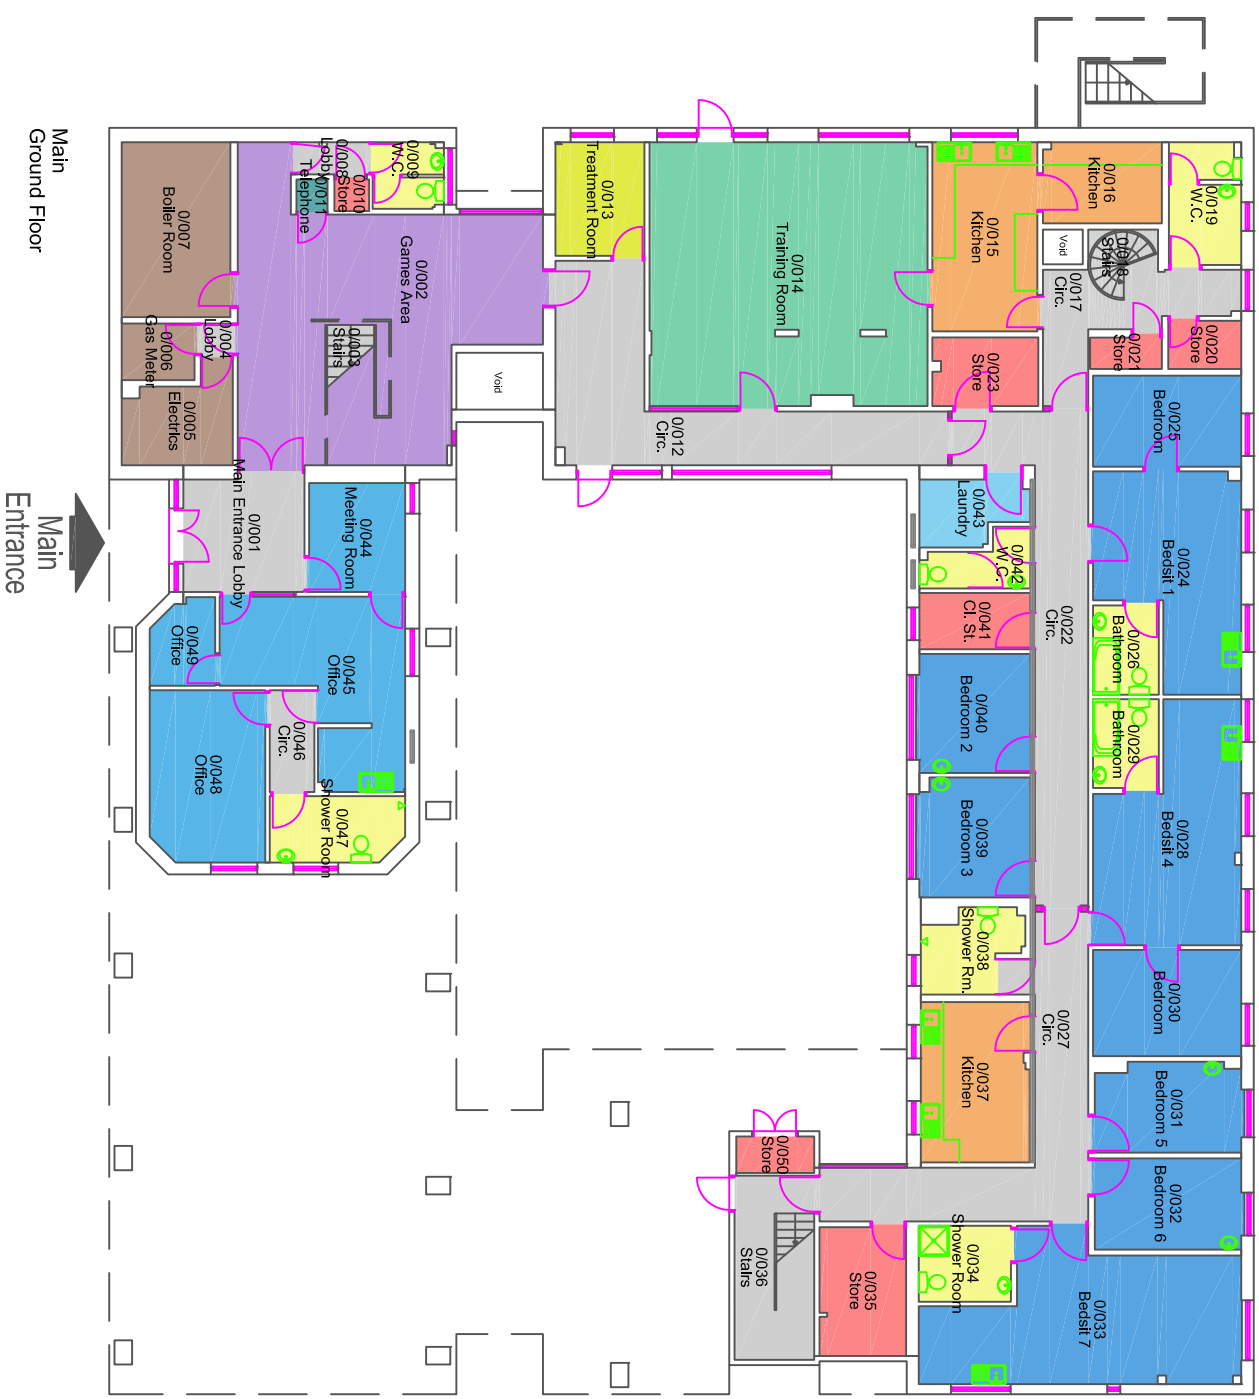 Main
Ground Floor
Main
Entrance
0/001
Main Entrance Lobby
0/002
Games Area
0/003
Stairs
0/004
Lobby
0/005
Electrics
0/006
Gas Meter
0/007
Boiler Room
0/008
Lobby
0/009
W.C.
0/010
Store
0/011
Telephone
0/012
Circ.
0/013
Treatment Room
0/014
Training Room
0/015
Kitchen
0/016
Kitchen
0/017
Circ.
0/018
Stairs
0/019
W.C.
0/020
Store
0/021
Store
0/022
Circ.
0/023
Store
0/024
Bedsit 1
0/025
Bedroom
0/026
Bathroom
0/027
Circ.
0/028
Bedsit 4
0/029
Bathroom
0/030
Bedroom
0/031
Bedroom 5
0/032
Bedroom 6
0/033
Bedsit 7
0/034
Shower Room
0/035
Store
0/036
Stairs
0/037
Kitchen
0/038
Shower Rm.
0/039
Bedroom 3
0/040
Bedroom 2
0/041
Cl. St.
0/042
W.C.
0/043
Laundry
0/044
Meeting Room
0/045
Office
0/046
Circ.
0/047
Shower Room
0/048
Office
0/049
Office
0/050
Store
Void
Void